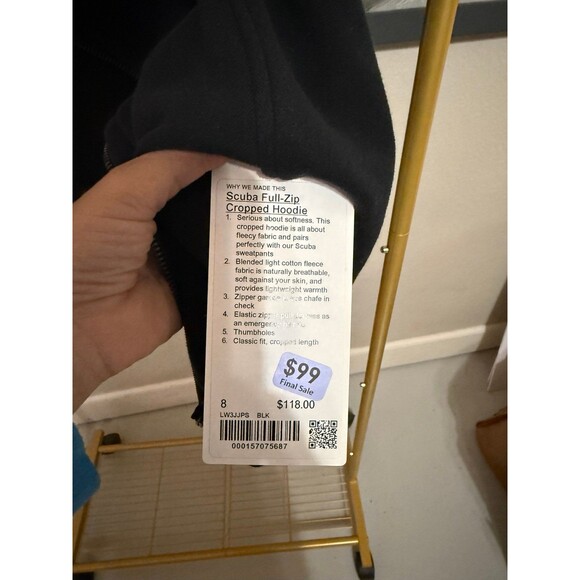 WHY WE MADE THIS
Scuba Full-Zip
Cropped Hoodie
1. Serious about softness. This
cropped hoodie is all about
fleecy fabric and pairs
perfectly with our Scuba
sweatpants
2. Blended light cotton fleece
fabric is naturally breathable,
soft against your skin, and
provides lightweight warmth
3. Zipper chafe in
check
4. Elastic as
an
5. Thumbholes
6. Classic fit, cropped length
$99
Final Sale
8 $118.00
LW3JJPS BLK
000157075687